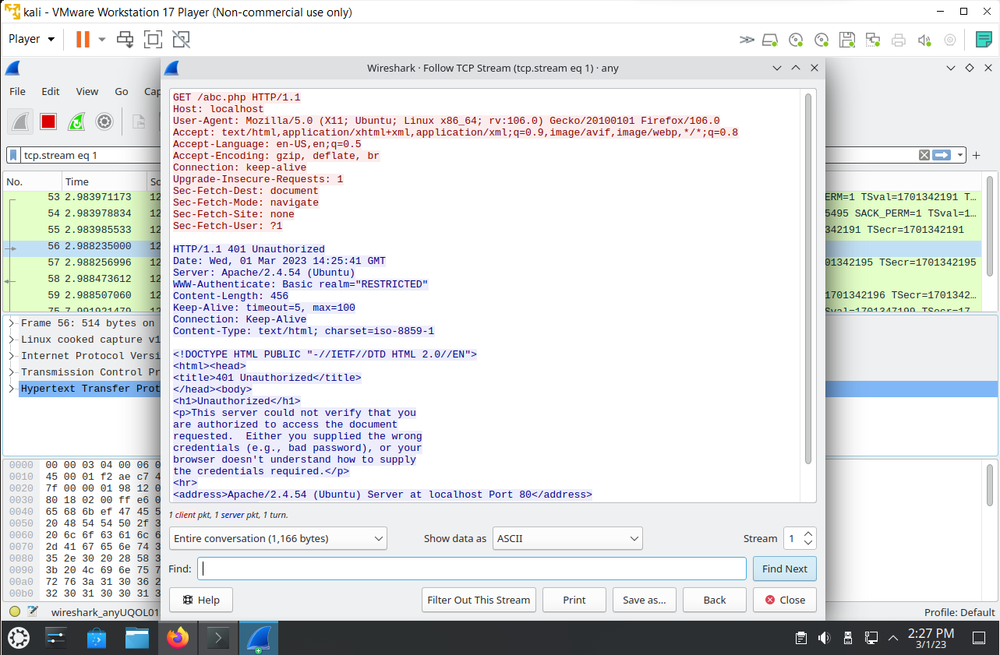 kali - VMware Workstation 17 Player (Non-commercial use only)
Player
Wireshark · Follow TCP Stream (tcp.stream eq 1) · any
File Edit View Go Cap
tcp.stream eq 1
No. Time So
53 2.983971173 12
54 2.983978834 12
55 2.983985533 12
56 2.988235000 12
57 2.988256996 12
58 2.988473612 12
59 2.988507060 12
75 7.991921479 12
ERM=1 TSval=1701342191 T…
5495 SACK_PERM=1 TSval=1…
342191 TSecr=1701342191
01342195 TSecr=1701342195
1701342196 TSecr=1701342…
Sval=1701347199 TSecr=17
Frame 56: 514 bytes on
Linux cooked capture v1
Internet Protocol Versi
Transmission Control Pr
Hypertext Transfer Prot
0000 00 00 03 04 00 06 0
0010 45 00 01 f2 ae c7 4
0020 7f 00 00 01 98 12 0
0030 80 18 02 00 ff e6 0
0040 65 68 6b ef 47 45 5
0050 20 48 54 54 50 2f 3
0060 20 6c 6f 63 61 6c 6
0070 2d 41 67 65 6e 74 3
0080 35 2e 30 20 28 58 3
0090 3b 20 4c 69 6e 75 7
00a0 72 76 3a 31 30 36 2
00b0 32 30 31 30 30 31 3
GET /abc.php HTTP/1.1
Host: localhost
User-Agent: Mozilla/5.0 (X11; Ubuntu; Linux x86_64; rv:106.0) Gecko/20100101 Firefox/106.0
Accept: text/html,application/xhtml+xml,application/xml;q=0.9,image/avif,image/webp,*/*;q=0.8
Accept-Language: en-US,en;q=0.5
Accept-Encoding: gzip, deflate, br
Connection: keep-alive
Upgrade-Insecure-Requests: 1
Sec-Fetch-Dest: document
Sec-Fetch-Mode: navigate
Sec-Fetch-Site: none
Sec-Fetch-User: ?1
HTTP/1.1 401 Unauthorized
Date: Wed, 01 Mar 2023 14:25:41 GMT
Server: Apache/2.4.54 (Ubuntu)
WWW-Authenticate: Basic realm="RESTRICTED"
Content-Length: 456
Keep-Alive: timeout=5, max=100
Connection: Keep-Alive
Content-Type: text/html; charset=iso-8859-1
<!DOCTYPE HTML PUBLIC "-//IETF//DTD HTML 2.0//EN">
<html><head>
<title>401 Unauthorized</title>
</head><body>
<h1>Unauthorized</h1>
<p>This server could not verify that you
are authorized to access the document
requested.  Either you supplied the wrong
credentials (e.g., bad password), or your
browser doesn't understand how to supply
the credentials required.</p>
<hr>
<address>Apache/2.4.54 (Ubuntu) Server at localhost Port 80</address>
1 client pkt, 1 server pkt, 1 turn.
Entire conversation (1,166 bytes) Show data as ASCII Stream 1
Find: Find Next
Help Filter Out This Stream Print Save as… Back Close
wireshark_anyUQOL01 Profile: Default
2:27 PM
3/1/23